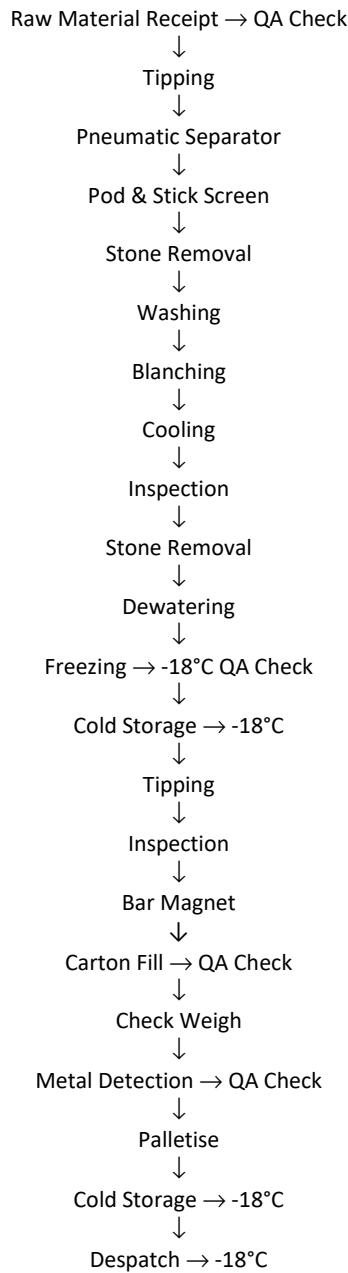 Raw Material Receipt → QA Check
↓
Tipping
↓
Pneumatic Separator
↓
Pod & Stick Screen
↓
Stone Removal
↓
Washing
↓
Blanching
↓
Cooling
↓
Inspection
↓
Stone Removal
↓
Dewatering
↓
Freezing → -18°C QA Check
↓
Cold Storage → -18°C
↓
Tipping
↓
Inspection
↓
Bar Magnet
↓
Carton Fill → QA Check
↓
Check Weigh
↓
Metal Detection → QA Check
↓
Palletise
↓
Cold Storage → -18°C
↓
Despatch → -18°C